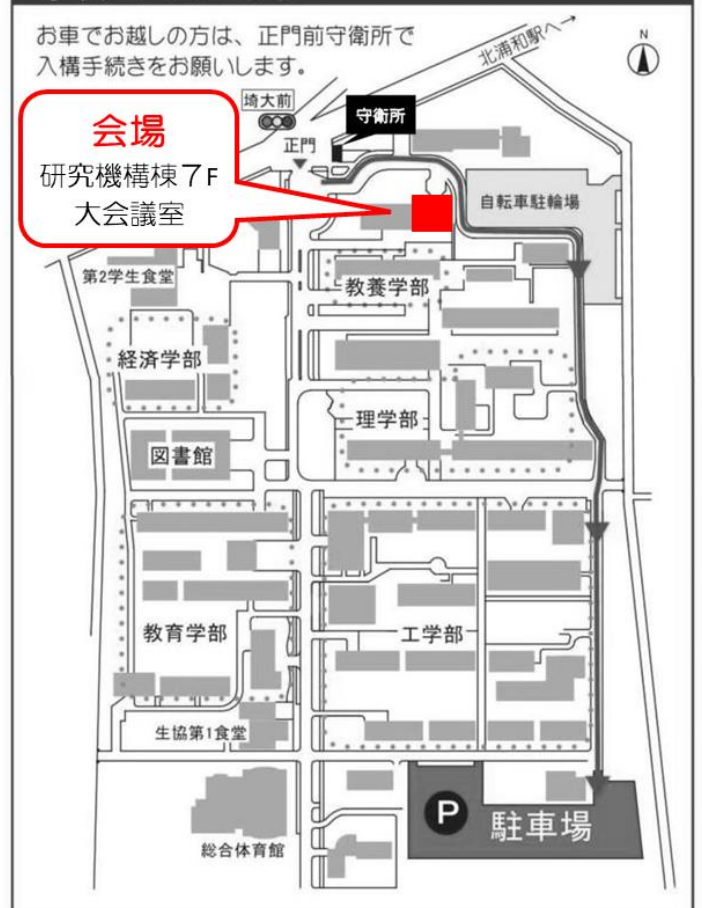 お車でお越しの方は、正門前守衛所で
入構手続きをお願いします。
北浦和駅へ→
N
埼大前
守衛所
会場
研究機構棟7F
大会議室
正門
自転車駐輪場
第2学生食堂
教養学部
経済学部
理学部
図書館
教育学部
工学部
生協第1食堂
P
駐車場
総合体育館